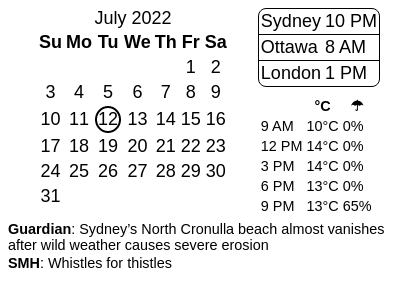 July 2022
Su Mo Tu We Th Fr Sa
1 2
3 4 5 6 7 8 9
10 11 12 13 14 15 16
17 18 19 20 21 22 23
24 25 26 27 28 29 30
31
Sydney 10 PM
Ottawa 8 AM
London 1 PM
°C ☂
9 AM 10°C 0%
12 PM 14°C 0%
3 PM 14°C 0%
6 PM 13°C 0%
9 PM 13°C 65%
Guardian: Sydney’s North Cronulla beach almost vanishes
after wild weather causes severe erosion
SMH: Whistles for thistles